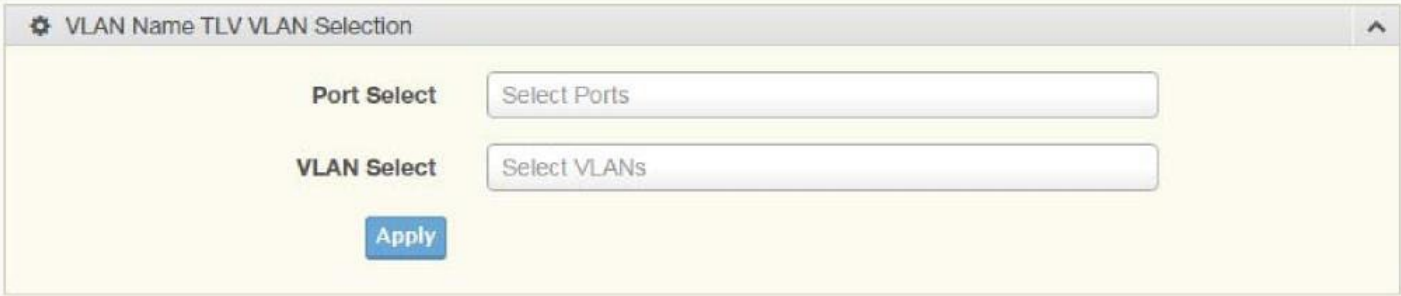 VLAN Name TLV VLAN Selection
Port Select Select Ports
VLAN Select Select VLANs
Apply